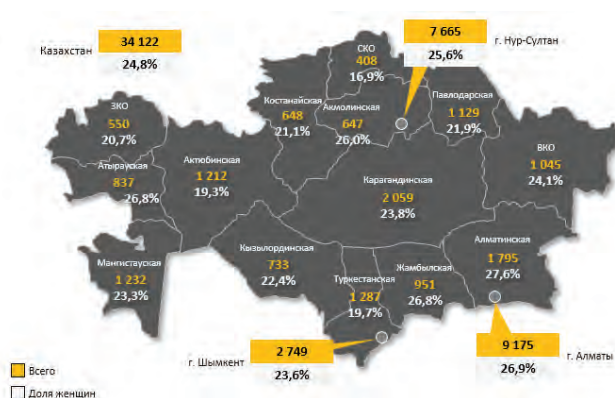 Казахстан
34 122
24,8%
7 665
25,6%
г. Нур-Султан
СКО
408
16,9%
Костанайская
648
21,1%
Акмолинская
647
26,0%
Павлодарская
1 129
21,9%
ЗКО
550
20,7%
Атырауская
837
26,8%
Актюбинская
1 212
19,3%
ВКО
1 045
24,1%
Карагандинская
2 059
23,8%
Мангистауская
1 232
23,3%
Кызылординская
733
22,4%
Туркестанская
1 287
19,7%
Жамбылская
951
26,8%
Алматинская
1 795
27,6%
г. Шымкент
2 749
23,6%
9 175
26,9%
г. Алматы
Всего
Доля женщин